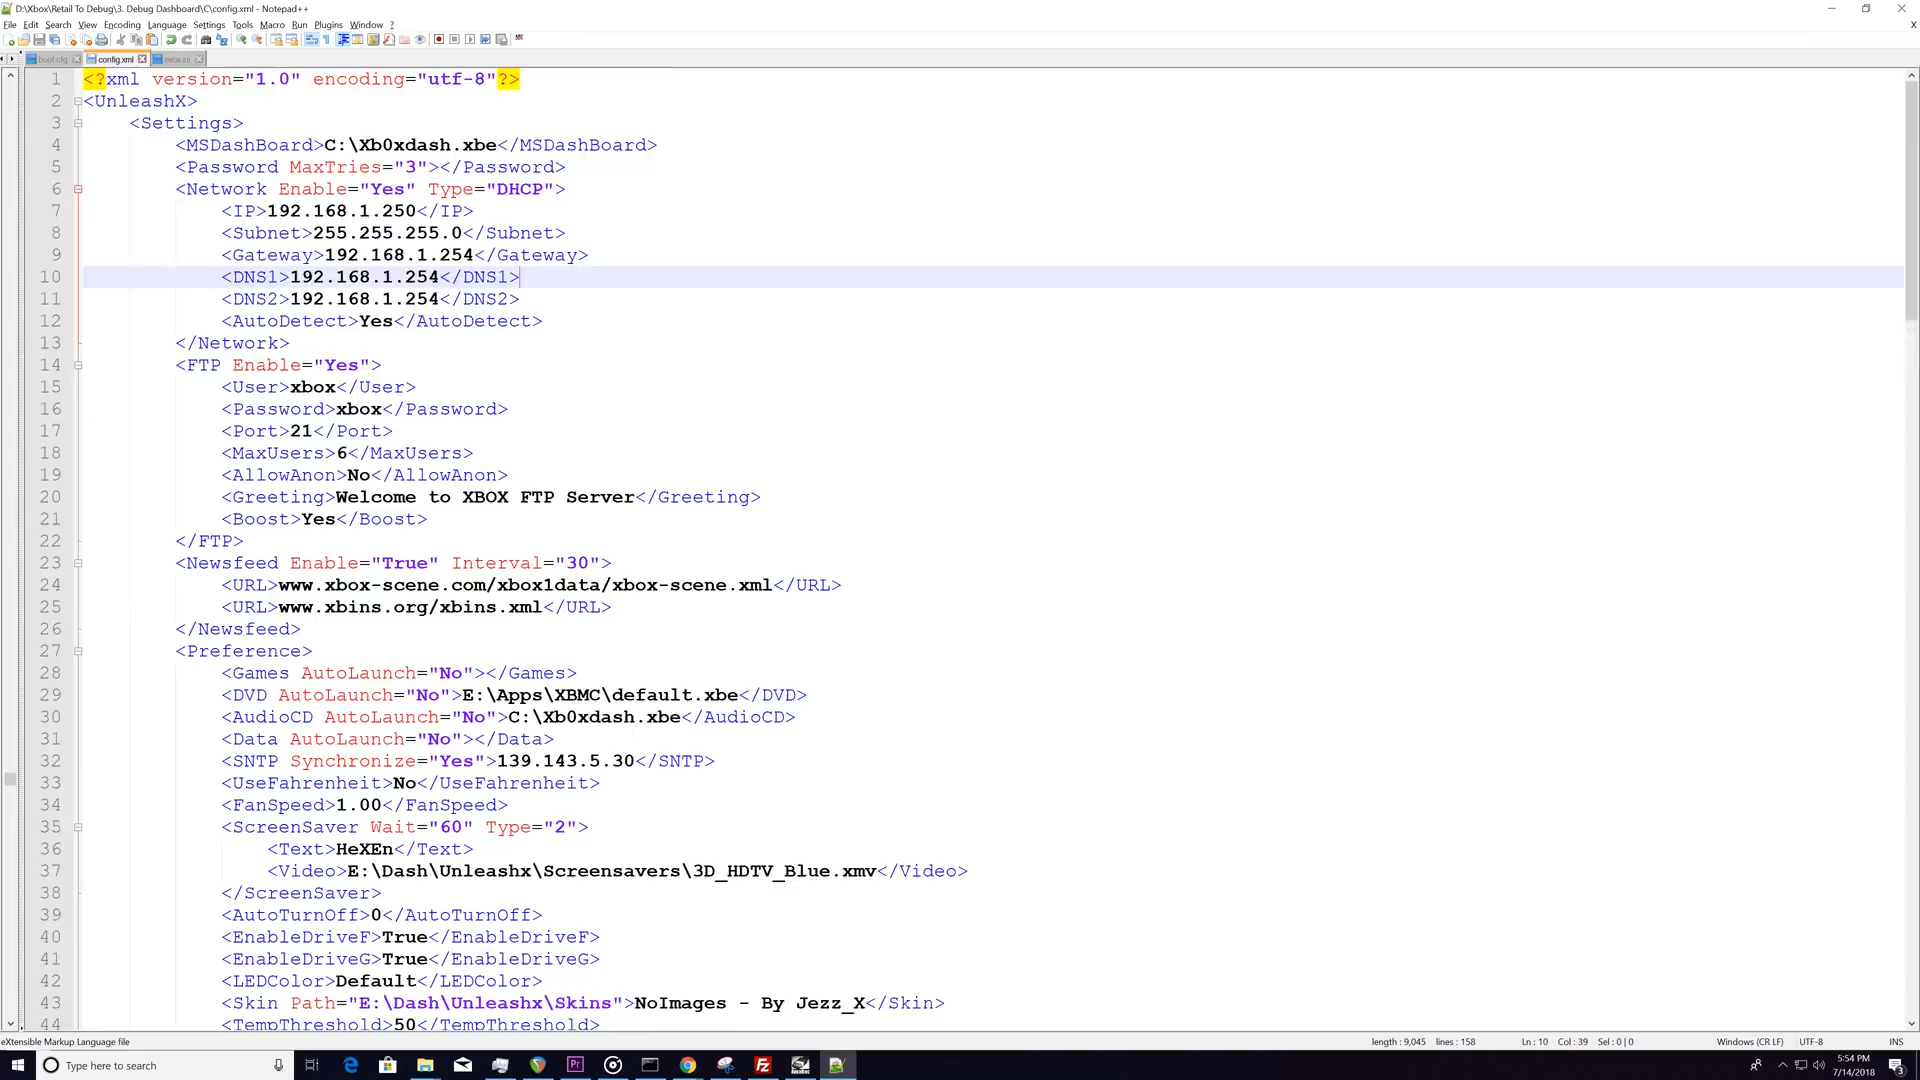 D:\Xbox\Retail To Debug\3. Debug Dashboard\C\config.xml - Notepad++
File Edit Search View Encoding Language Settings Tools Macro Run Plugins Window ? X
boot.cfg config.xml evox.ini
1 <?xml version="1.0" encoding="utf-8"?>
2 <UnleashX>
3 <Settings>
4 <MSDashBoard>C:\Xb0xdash.xbe</MSDashBoard>
5 <Password MaxTries="3"></Password>
6 <Network Enable="Yes" Type="DHCP">
7 <IP>192.168.1.250</IP>
8 <Subnet>255.255.255.0</Subnet>
9 <Gateway>192.168.1.254</Gateway>
10 <DNS1>192.168.1.254</DNS1>
11 <DNS2>192.168.1.254</DNS2>
12 <AutoDetect>Yes</AutoDetect>
13 </Network>
14 <FTP Enable="Yes">
15 <User>xbox</User>
16 <Password>xbox</Password>
17 <Port>21</Port>
18 <MaxUsers>6</MaxUsers>
19 <AllowAnon>No</AllowAnon>
20 <Greeting>Welcome to XBOX FTP Server</Greeting>
21 <Boost>Yes</Boost>
22 </FTP>
23 <Newsfeed Enable="True" Interval="30">
24 <URL>www.xbox-scene.com/xbox1data/xbox-scene.xml</URL>
25 <URL>www.xbins.org/xbins.xml</URL>
26 </Newsfeed>
27 <Preference>
28 <Games AutoLaunch="No"></Games>
29 <DVD AutoLaunch="No">E:\Apps\XBMC\default.xbe</DVD>
30 <AudioCD AutoLaunch="No">C:\Xb0xdash.xbe</AudioCD>
31 <Data AutoLaunch="No"></Data>
32 <SNTP Synchronize="Yes">139.143.5.30</SNTP>
33 <UseFahrenheit>No</UseFahrenheit>
34 <FanSpeed>1.00</FanSpeed>
35 <ScreenSaver Wait="60" Type="2">
36 <Text>HeXEn</Text>
37 <Video>E:\Dash\Unleashx\Screensavers\3D_HDTV_Blue.xmv</Video>
38 </ScreenSaver>
39 <AutoTurnOff>0</AutoTurnOff>
40 <EnableDriveF>True</EnableDriveF>
41 <EnableDriveG>True</EnableDriveG>
42 <LEDColor>Default</LEDColor>
43 <Skin Path="E:\Dash\Unleashx\Skins">NoImages - By Jezz_X</Skin>
44 <TempThreshold>50</TempThreshold>
eXtensible Markup Language file length : 9,045 lines : 158 Ln : 10 Col : 39 Sel : 0 | 0 Windows (CR LF) UTF-8 INS
Type here to search
5:54 PM
7/14/2018